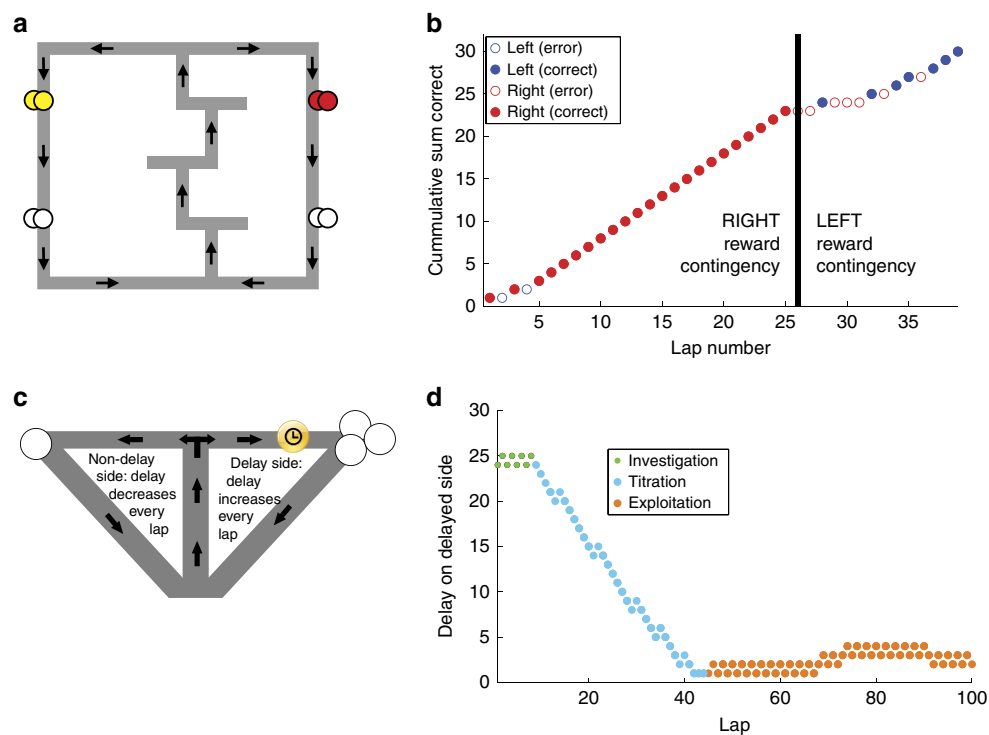 a
b
Cummulative sum correct
30
25
20
15
10
5
0
Left (error)
Left (correct)
Right (error)
Right (correct)
RIGHT
reward
contingency
LEFT
reward
contingency
5
10
15
20
25
30
35
Lap number
c
Non-delay
side: delay
decreases
every
lap
Delay side:
delay
increases
every
lap
d
Delay on delayed side
30
25
20
15
10
5
0
Investigation
Titration
Exploitation
20
40
60
80
100
Lap